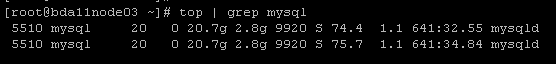 [root@bda11node03 ~]# top | grep mysql
5510 mysql 20 0 20.7g 2.8g 9920 S 74.4 1.1 641:32.55 mysqld
5510 mysql 20 0 20.7g 2.8g 9920 S 75.7 1.1 641:34.84 mysqld